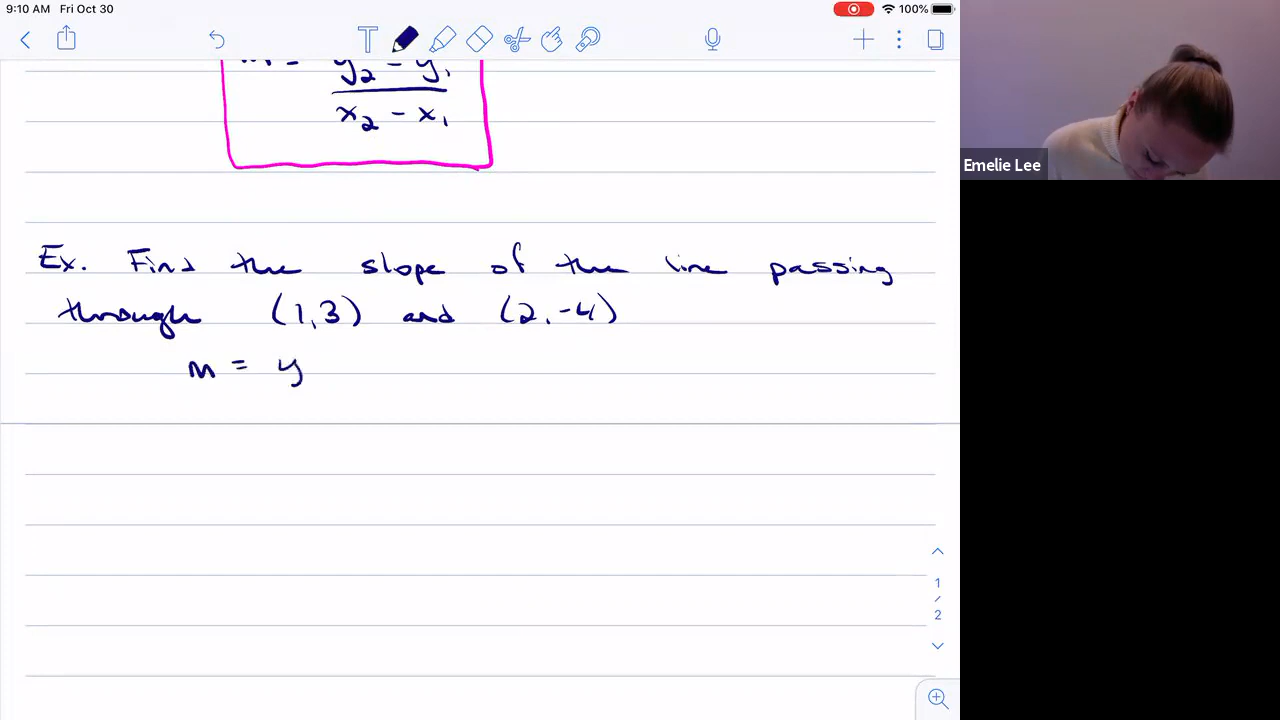 9:10 AM Fri Oct 30
100%
m = y₂ - y₁
x₂ - x₁
Emelie Lee
Ex. Find the slope of the line passing
through (1,3) and (2,-4)
m = y
1
/
2